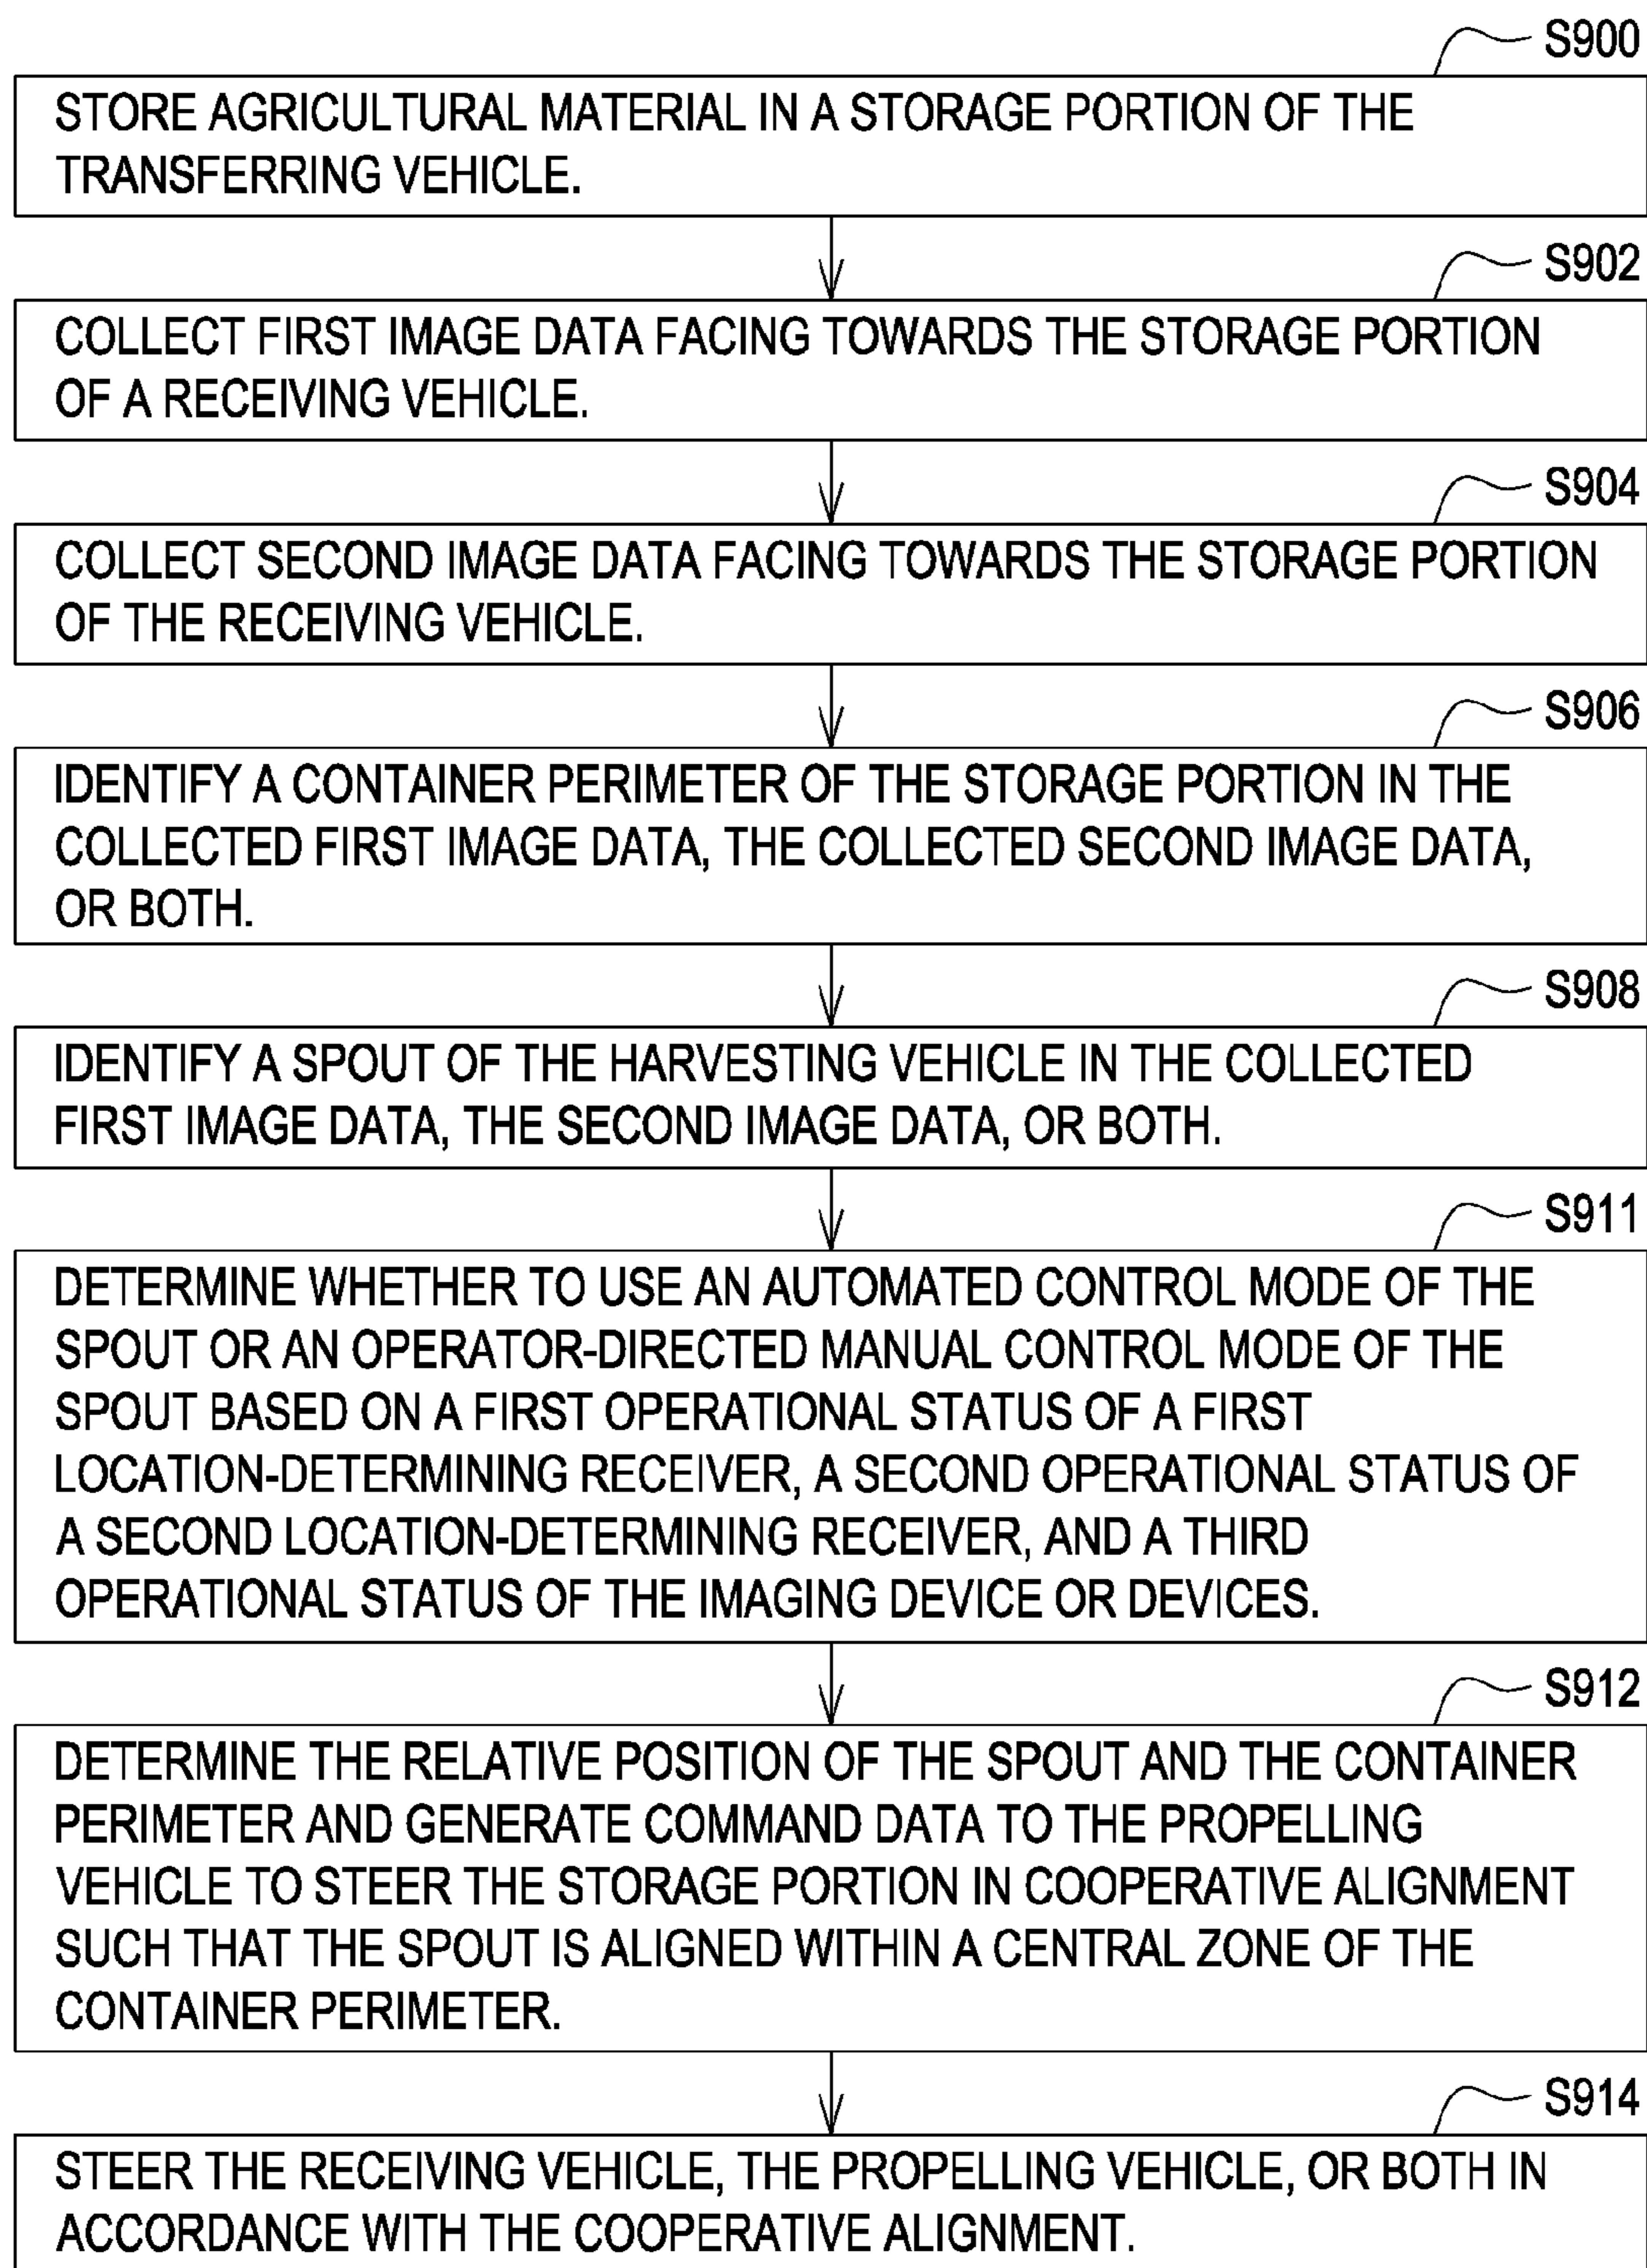 S900
STORE AGRICULTURAL MATERIAL IN A STORAGE PORTION OF THE
TRANSFERRING VEHICLE.
S902
COLLECT FIRST IMAGE DATA FACING TOWARDS THE STORAGE PORTION
OF A RECEIVING VEHICLE.
S904
COLLECT SECOND IMAGE DATA FACING TOWARDS THE STORAGE PORTION
OF THE RECEIVING VEHICLE.
S906
IDENTIFY A CONTAINER PERIMETER OF THE STORAGE PORTION IN THE
COLLECTED FIRST IMAGE DATA, THE COLLECTED SECOND IMAGE DATA,
OR BOTH.
S908
IDENTIFY A SPOUT OF THE HARVESTING VEHICLE IN THE COLLECTED
FIRST IMAGE DATA, THE SECOND IMAGE DATA, OR BOTH.
S911
DETERMINE WHETHER TO USE AN AUTOMATED CONTROL MODE OF THE
SPOUT OR AN OPERATOR-DIRECTED MANUAL CONTROL MODE OF THE
SPOUT BASED ON A FIRST OPERATIONAL STATUS OF A FIRST
LOCATION-DETERMINING RECEIVER, A SECOND OPERATIONAL STATUS OF
A SECOND LOCATION-DETERMINING RECEIVER, AND A THIRD
OPERATIONAL STATUS OF THE IMAGING DEVICE OR DEVICES.
S912
DETERMINE THE RELATIVE POSITION OF THE SPOUT AND THE CONTAINER
PERIMETER AND GENERATE COMMAND DATA TO THE PROPELLING
VEHICLE TO STEER THE STORAGE PORTION IN COOPERATIVE ALIGNMENT
SUCH THAT THE SPOUT IS ALIGNED WITHIN A CENTRAL ZONE OF THE
CONTAINER PERIMETER.
S914
STEER THE RECEIVING VEHICLE, THE PROPELLING VEHICLE, OR BOTH IN
ACCORDANCE WITH THE COOPERATIVE ALIGNMENT.